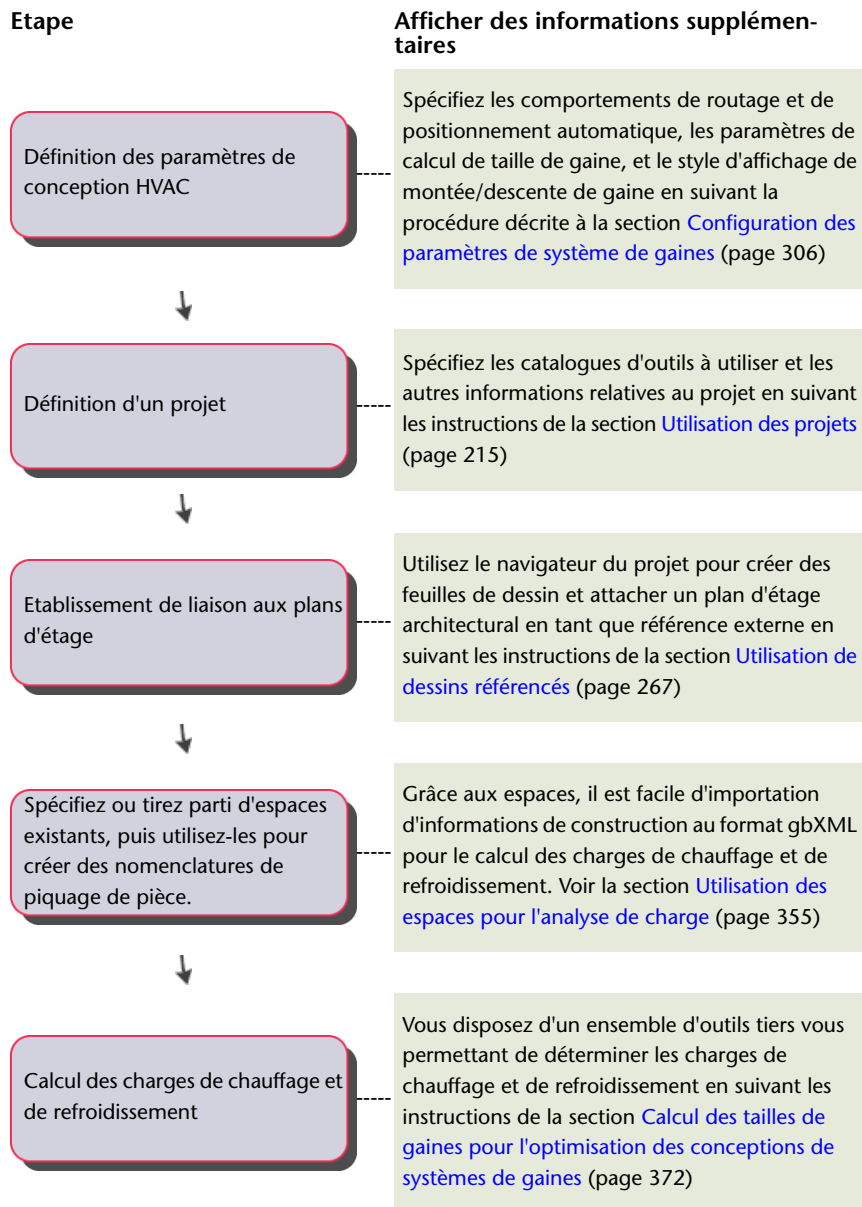 Etape
Afficher des informations supplémen-
taires
Définition des paramètres de
conception HVAC
Spécifiez les comportements de routage et de
positionnement automatique, les paramètres de
calcul de taille de gaine, et le style d'affichage de
montée/descente de gaine en suivant la
procédure décrite à la section Configuration des
paramètres de système de gaines (page 306)
Définition d'un projet
Spécifiez les catalogues d'outils à utiliser et les
autres informations relatives au projet en suivant
les instructions de la section Utilisation des projets
(page 215)
Etablissement de liaison aux plans
d'étage
Utilisez le navigateur du projet pour créer des
feuilles de dessin et attacher un plan d'étage
architectural en tant que référence externe en
suivant les instructions de la section Utilisation de
dessins référencés (page 267)
Spécifiez ou tirez parti d'espaces
existants, puis utilisez-les pour
créer des nomenclatures de
piquage de pièce.
Grâce aux espaces, il est facile d'importation
d'informations de construction au format gbXML
pour le calcul des charges de chauffage et de
refroidissement. Voir la section Utilisation des
espaces pour l'analyse de charge (page 355)
Calcul des charges de chauffage et
de refroidissement
Vous disposez d'un ensemble d'outils tiers vous
permettant de déterminer les charges de
chauffage et de refroidissement en suivant les
instructions de la section Calcul des tailles de
gaines pour l'optimisation des conceptions de
systèmes de gaines (page 372)